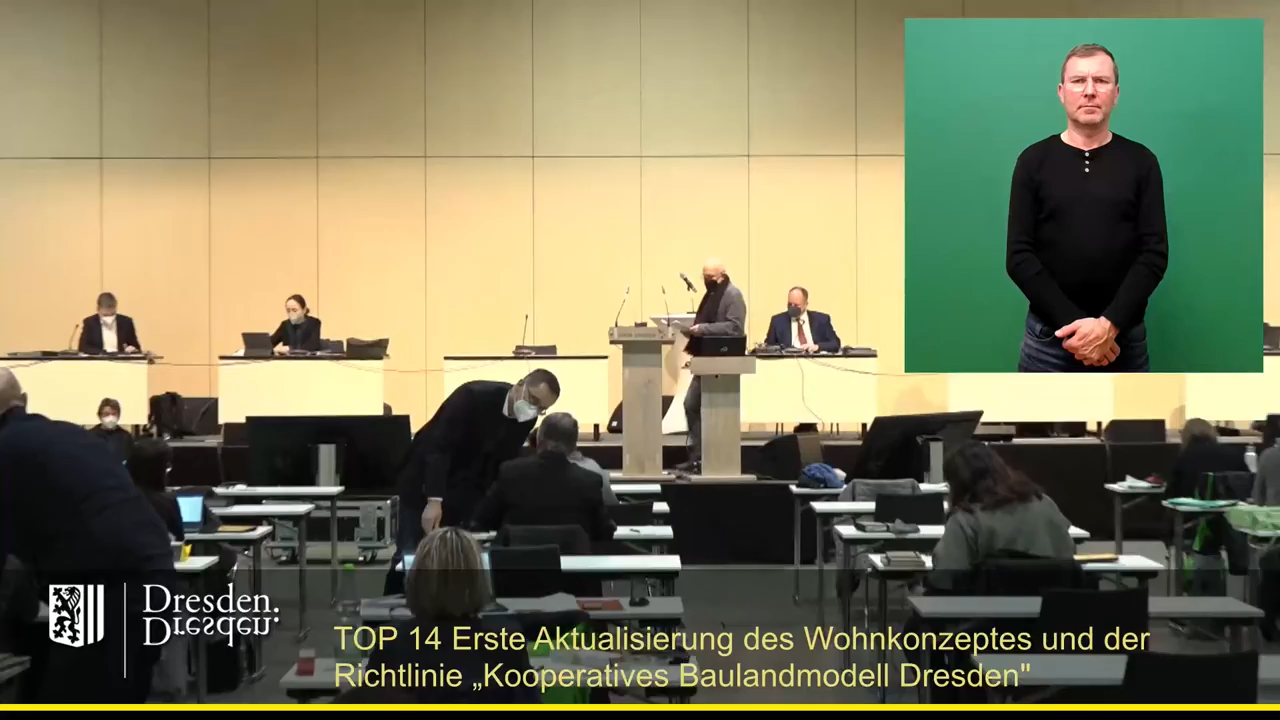 Dresden.
Dresden.
TOP 14 Erste Aktualisierung des Wohnkonzeptes und der
Richtlinie „Kooperatives Baulandmodell Dresden"